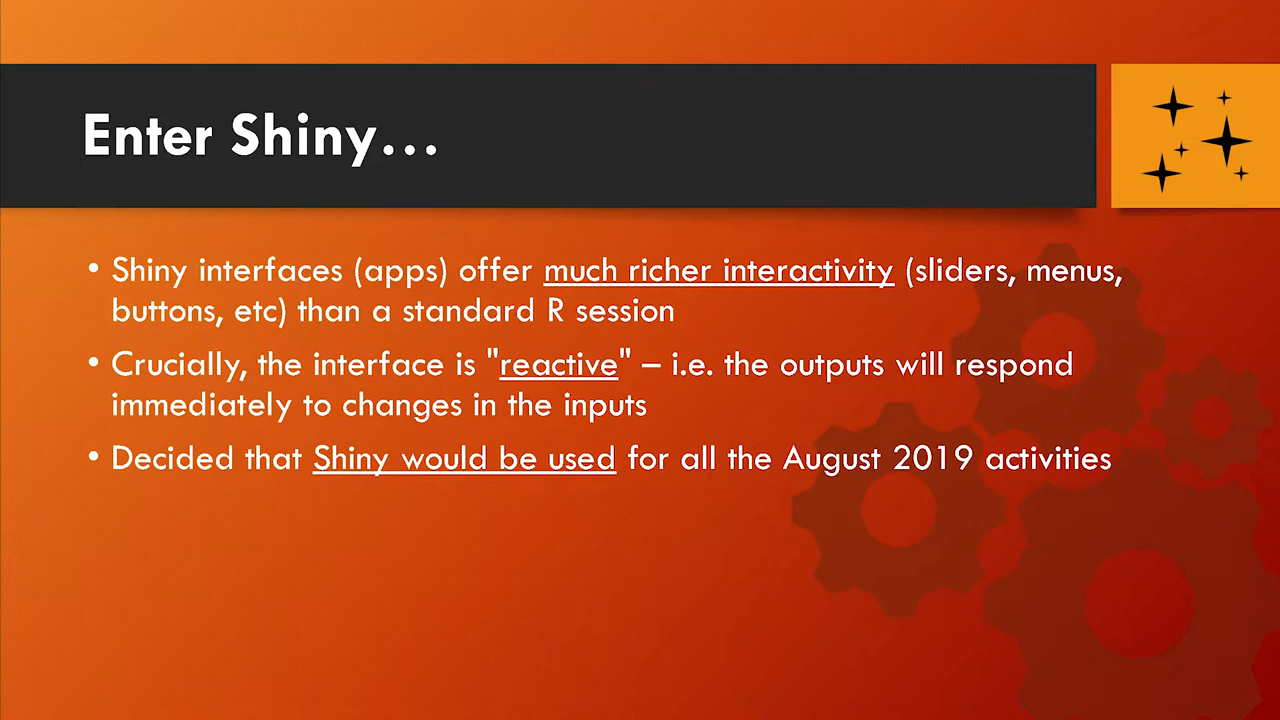 Enter Shiny...
• Shiny interfaces (apps) offer much richer interactivity (sliders, menus,
buttons, etc) than a standard R session
• Crucially, the interface is "reactive" – i.e. the outputs will respond
immediately to changes in the inputs
• Decided that Shiny would be used for all the August 2019 activities